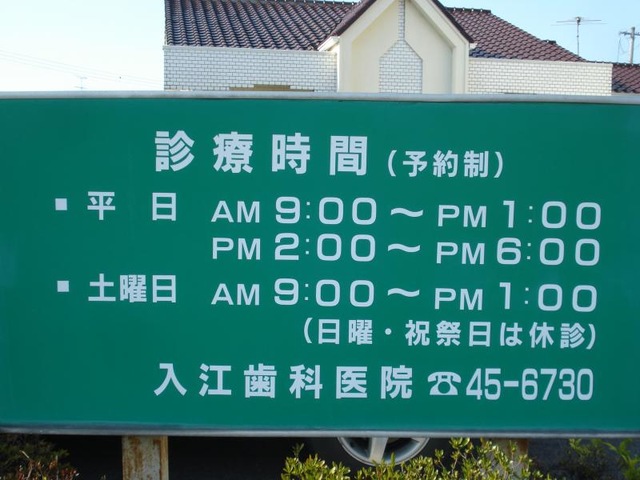 診療時間(予約制)
▪平日 AM 9:00～PM 1:00
PM 2:00～PM 6:00
▪土曜日 AM 9:00～PM 1:00
(日曜・祝祭日は休診)
入江歯科医院 ☎45-6730